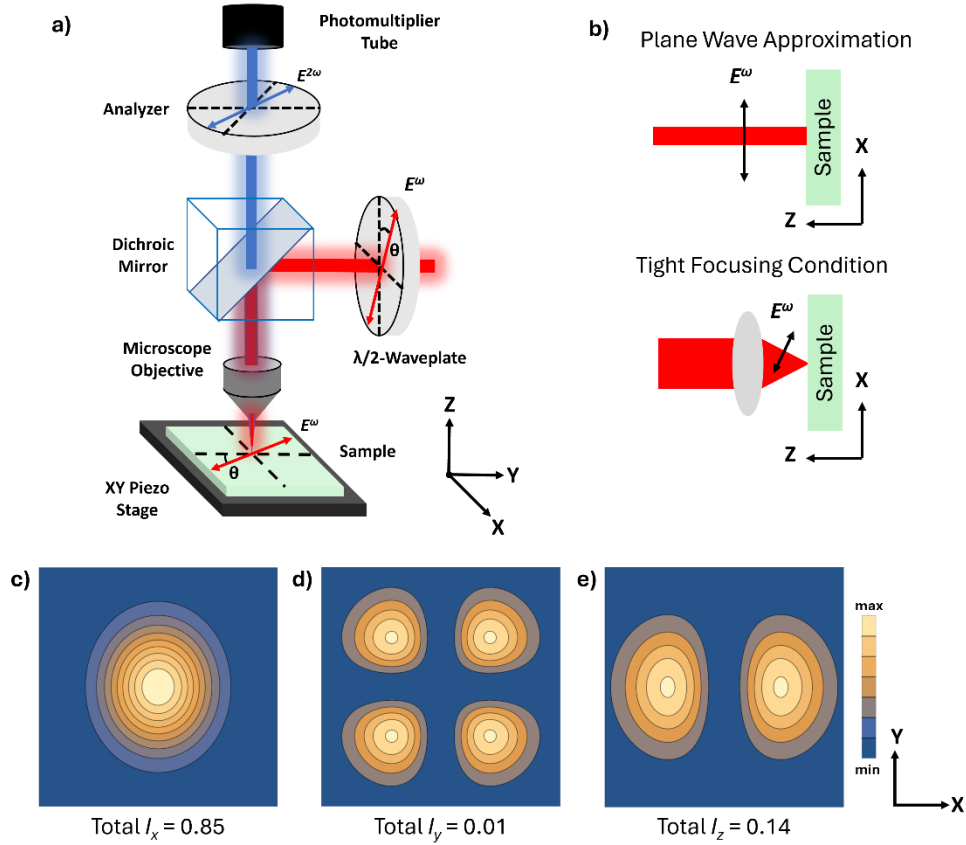 a)
Photomultiplier
Tube
E2ω
Analyzer
Eω
θ
Dichroic
Mirror
λ/2-Waveplate
Microscope
Objective
Eω
Sample
θ
XY Piezo
Stage
Z
Y
X
b)
Plane Wave Approximation
Eω
Sample
X
Z
Tight Focusing Condition
Eω
Sample
X
Z
c)
Total Ix = 0.85
d)
Total Iy = 0.01
e)
Total Iz = 0.14
max
min
Y
X